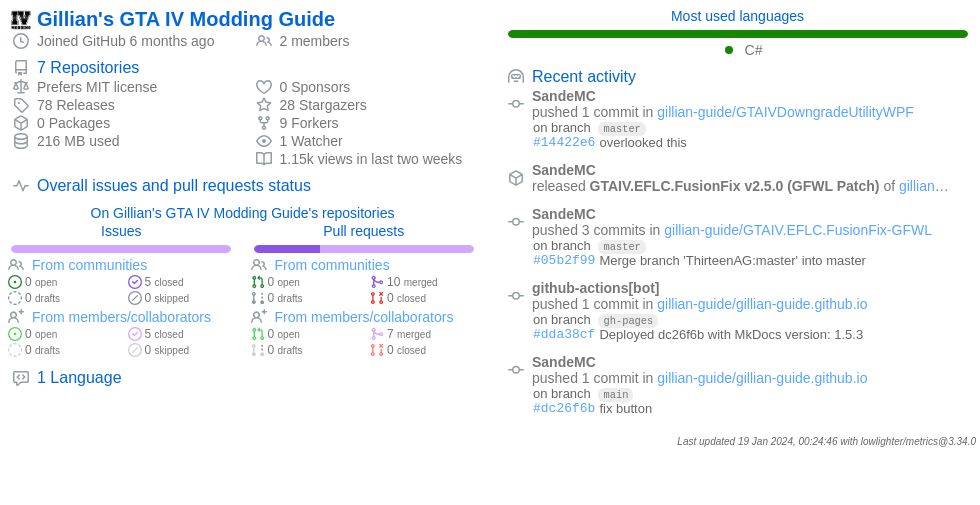 Gillian's GTA IV Modding Guide
Joined GitHub 6 months ago
2 members
7 Repositories
Prefers MIT license
78 Releases
0 Packages
216 MB used
0 Sponsors
28 Stargazers
9 Forkers
1 Watcher
1.15k views in last two weeks
Overall issues and pull requests status
On Gillian's GTA IV Modding Guide's repositories
Issues
From communities
0 open
5 closed
0 drafts
0 skipped
From members/collaborators
0 open
5 closed
0 drafts
0 skipped
Pull requests
From communities
0 open
10 merged
0 drafts
0 closed
From members/collaborators
0 open
7 merged
0 drafts
0 closed
1 Language
Most used languages
C#
Recent activity
SandeMC
pushed 1 commit in gillian-guide/GTAIVDowngradeUtilityWPF
on branch master
#14422e6 overlooked this
SandeMC
released GTAIV.EFLC.FusionFix v2.5.0 (GFWL Patch) of gillian…
SandeMC
pushed 3 commits in gillian-guide/GTAIV.EFLC.FusionFix-GFWL
on branch master
#05b2f99 Merge branch 'ThirteenAG:master' into master
github-actions[bot]
pushed 1 commit in gillian-guide/gillian-guide.github.io
on branch gh-pages
#dda38cf Deployed dc26f6b with MkDocs version: 1.5.3
SandeMC
pushed 1 commit in gillian-guide/gillian-guide.github.io
on branch main
#dc26f6b fix button
Last updated 19 Jan 2024, 00:24:46 with lowlighter/metrics@3.34.0